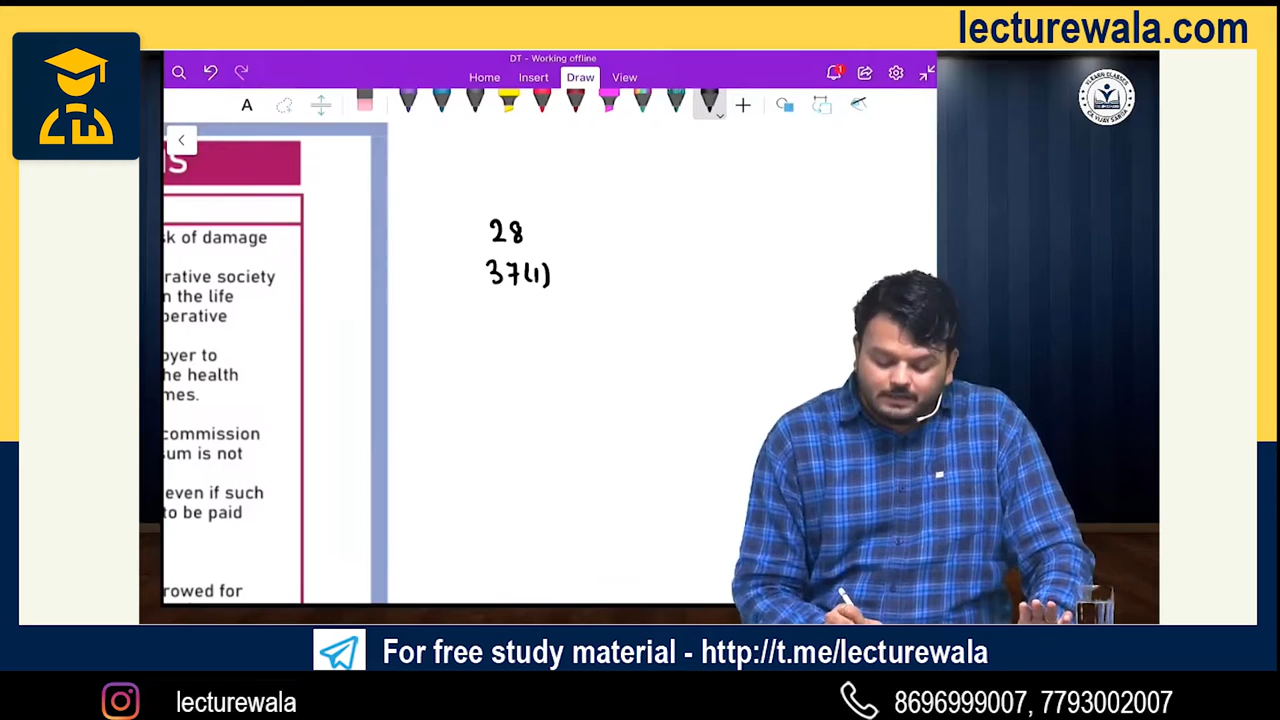 lecturewala.com
DT - Working offline
Home Insert Draw View
1
A
28
37(1)
sk of damage
rative society
n the life
perative
oyer to
he health
mes.
commission
sum is not
even if such
to be paid
rowed for
For free study material - http://t.me/lecturewala
lecturewala
8696999007, 7793002007